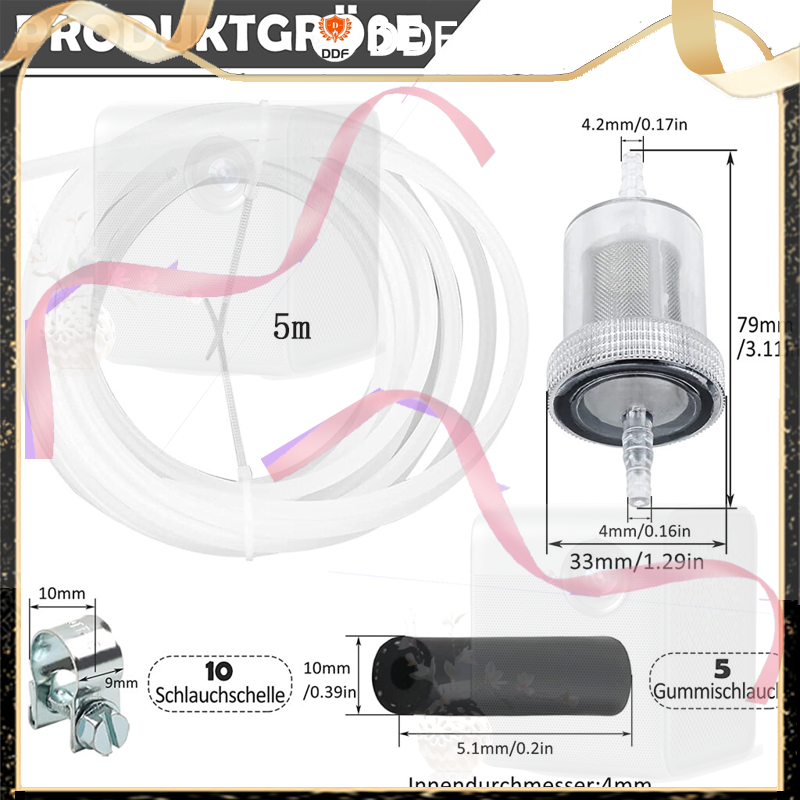 PRODUKTGRÖßE
DDF
DDF
4.2mm/0.17in
5m
79mm
/3.11
4mm/0.16in
33mm/1.29in
10mm
9mm
10
Schlauchschelle
10mm
/0.39in
5
Gummischlauch
5.1mm/0.2in
Innendurchmesser:4mm